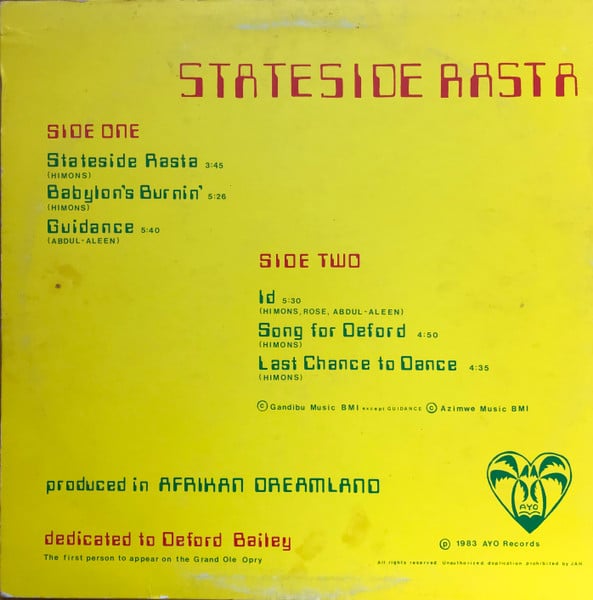 STATESIDE RASTA
SIDE ONE
Stateside Rasta 3:45
(HIMONS)
Babylon's Burnin' 5:26
(HIMONS)
Guidance 5:40
(ABDUL-ALEEN)
SIDE TWO
Id 5:30
(HIMONS, ROSE, ABDUL-ALEEN)
Song for Deford 4:50
(HIMONS)
Last Chance to Dance 4:35
(HIMONS)
© Gandibu Music BMI except GUIDANCE © Azimwe Music BMI
produced in AFRIKAN DREAMLAND
AYO
dedicated to Deford Bailey
The first person to appear on the Grand Ole Opry
℗ 1983 AYO Records
All rights reserved. Unauthorized duplication prohibited by